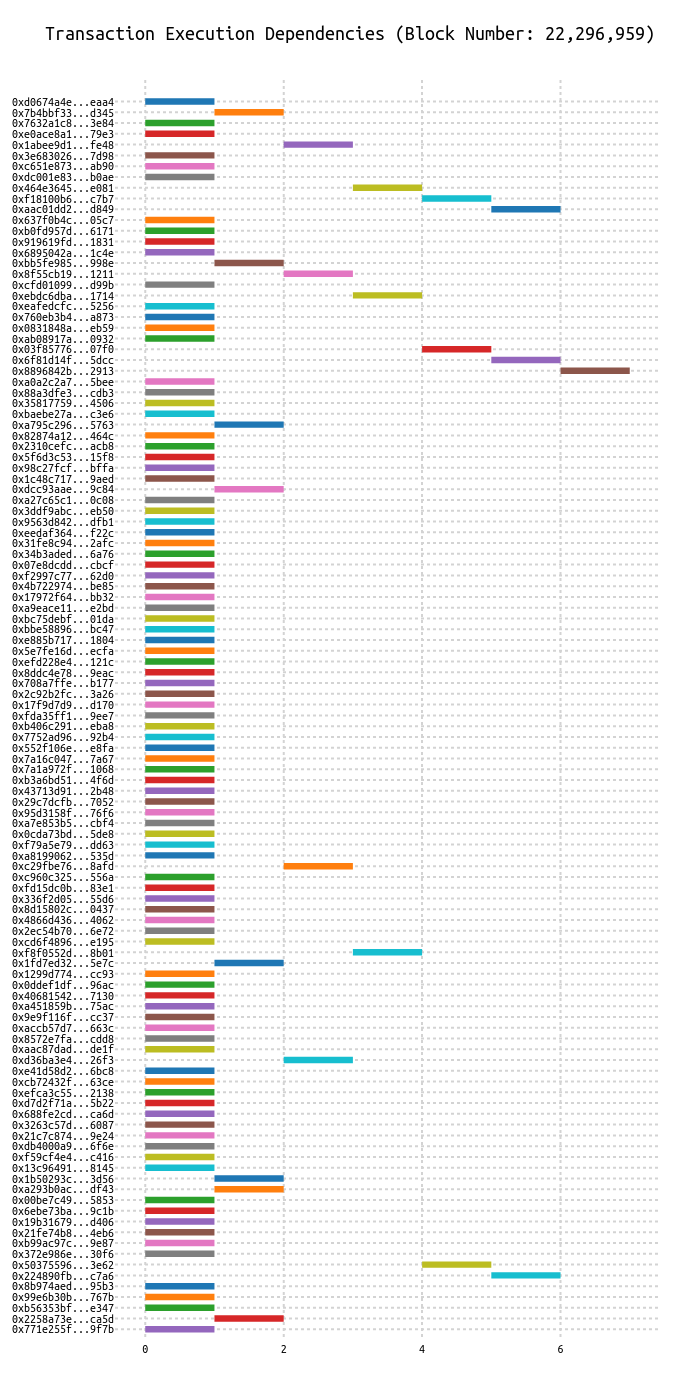 Transaction Execution Dependencies (Block Number: 22,296,959)
0xd0674a4e...eaa4
0x7b4bbf33...d345
0x7632a1c8...3e84
0xe0ace8a1...79e3
0x1abee9d1...fe48
0x3e683026...7d98
0xc651e873...ab90
0xdc001e83...b0ae
0x464e3645...e081
0xf18100b6...c7b7
0xaac01dd2...d849
0x637f0b4c...05c7
0xb0fd957d...6171
0x919619fd...1831
0x6895042a...1c4e
0xbb5fe985...998e
0x8f55cb19...1211
0xcfd01099...d99b
0xebdc6dba...1714
0xeafedcfc...5256
0x760eb3b4...a873
0x0831848a...eb59
0xab08917a...0932
0x03f85776...07f0
0x6f81d14f...5dcc
0x8896842b...2913
0xa0a2c2a7...5bee
0x88a3dfe3...cdb3
0x35817759...4506
0xbaebe27a...c3e6
0xa795c296...5763
0x82874a12...464c
0x2310cefc...acb8
0x5f6d3c53...15f8
0x98c27fcf...bffa
0x1c48c717...9aed
0xdcc93aae...9c84
0xa27c65c1...0c08
0x3ddf9abc...eb50
0x9563d842...dfb1
0xeedaf364...f22c
0x31fe8c94...2afc
0x34b3aded...6a76
0x07e8dcdd...cbcf
0xf2997c77...62d0
0x4b722974...be85
0x17972f64...bb32
0xa9eace11...e2bd
0xbc75debf...01da
0xbbe58896...bc47
0xe885b717...1804
0x5e7fe16d...ecfa
0xefd228e4...121c
0x8ddc4e78...9eac
0x708a7ffe...b177
0x2c92b2fc...3a26
0x17f9d7d9...d170
0xfda35ff1...9ee7
0xb406c291...eba8
0x7752ad96...92b4
0x552f106e...e8fa
0x7a16c047...7a67
0x7a1a972f...1068
0xb3a6bd51...4f6d
0x43713d91...2b48
0x29c7dcfb...7052
0x95d3158f...76f6
0xa7e853b5...cbf4
0x0cda73bd...5de8
0xf79a5e79...dd63
0xa8199062...535d
0xc29fbe76...8afd
0xc960c325...556a
0xfd15dc0b...83e1
0x336f2d05...55d6
0x8d15802c...0437
0x4866d436...4062
0x2ec54b70...6e72
0xcd6f4896...e195
0xf8f0552d...8b01
0x1fd7ed32...5e7c
0x1299d774...cc93
0x0ddef1df...96ac
0x40681542...7130
0xa451859b...75ac
0x9e9f116f...cc37
0xaccb57d7...663c
0x8572e7fa...cdd8
0xaac87dad...de1f
0xd36ba3e4...26f3
0xe41d58d2...6bc8
0xcb72432f...63ce
0xefca3c55...2138
0xd7d2f71a...5b22
0x688fe2cd...ca6d
0x3263c57d...6087
0x21c7c874...9e24
0xdb4000a9...6f6e
0xf59cf4e4...c416
0x13c96491...8145
0x1b50293c...3d56
0xa293b0ac...df43
0x00be7c49...5853
0x6ebe73ba...9c1b
0x19b31679...d406
0x21fe74b8...4eb6
0xb99ac97c...9e87
0x372e986e...30f6
0x50375596...3e62
0x224890fb...c7a6
0x8b974aed...95b3
0x99e6b30b...767b
0xb56353bf...e347
0x2258a73e...ca5d
0x771e255f...9f7b
0 2 4 6